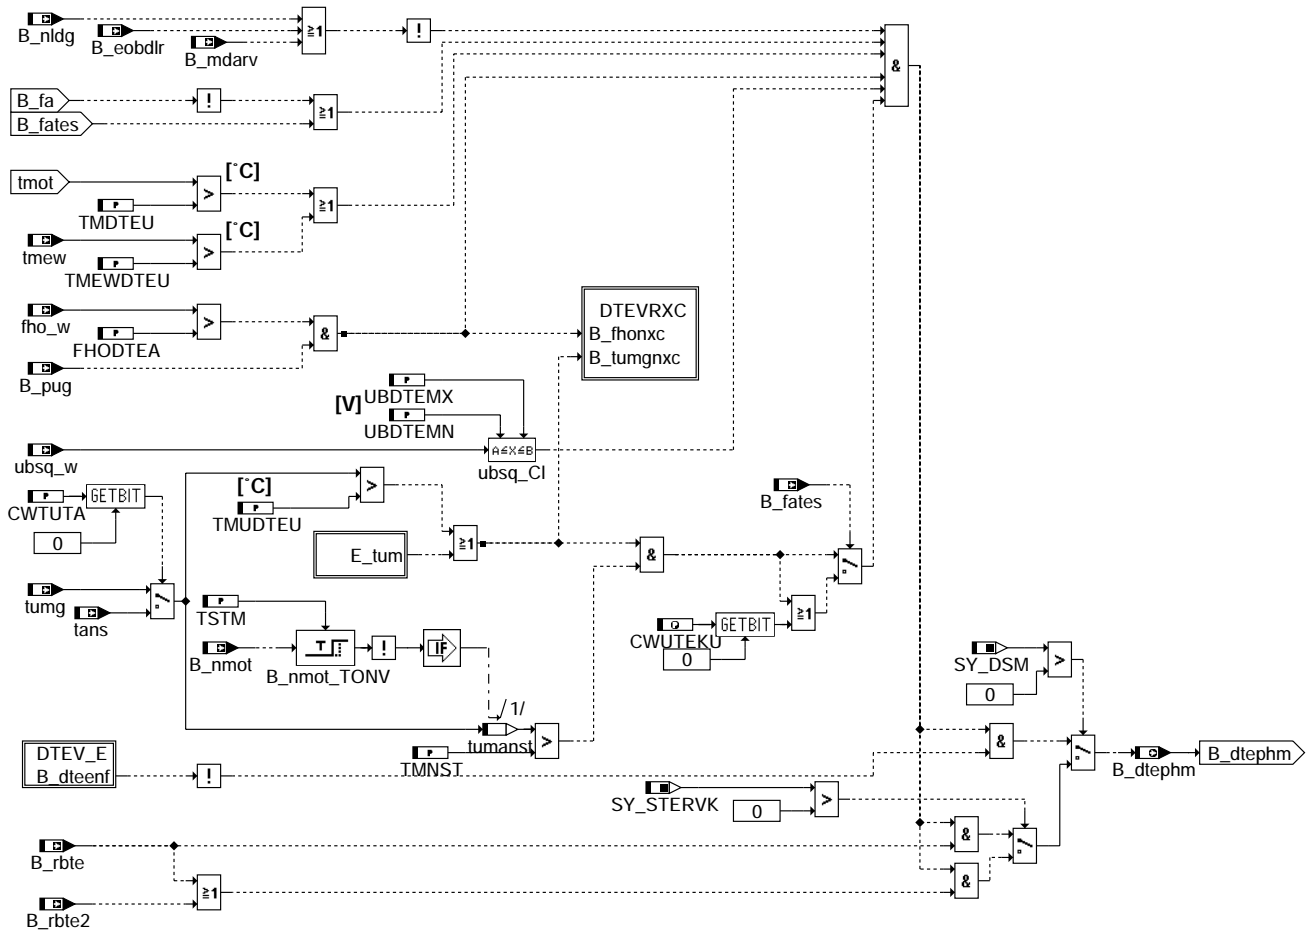 B_nldg
B_eobdlr
B_mdarv
≥1
!
&
B_fa
!
B_fates
≥1
tmot
>
[°C]
TMDTEU
≥1
tmew
>
[°C]
TMEWDTEU
fho_w
>
FHODTEA
&
B_pug
DTEVRXC
B_fhonxc
B_tumgnxc
UBDTEMX
[V]
UBDTEMN
ubsq_w
A≤X≤B
ubsq_CI
P
GETBIT
CWTUTA
0
[°C]
>
P
TMUDTEU
E_tum
≥1
&
B_fates
tumg
tans
P
TSTM
B_nmot
T
B_nmot_TONV
!
IF
≥1
CWUTEKU
GETBIT
0
SY_DSM
>
0
/1/
tumanst
P
TMNST
>
&
B_dtephm
B_dtephm
DTEV_E
B_dteenf
!
SY_STERVK
>
0
B_rbte
&
B_rbte2
≥1
&